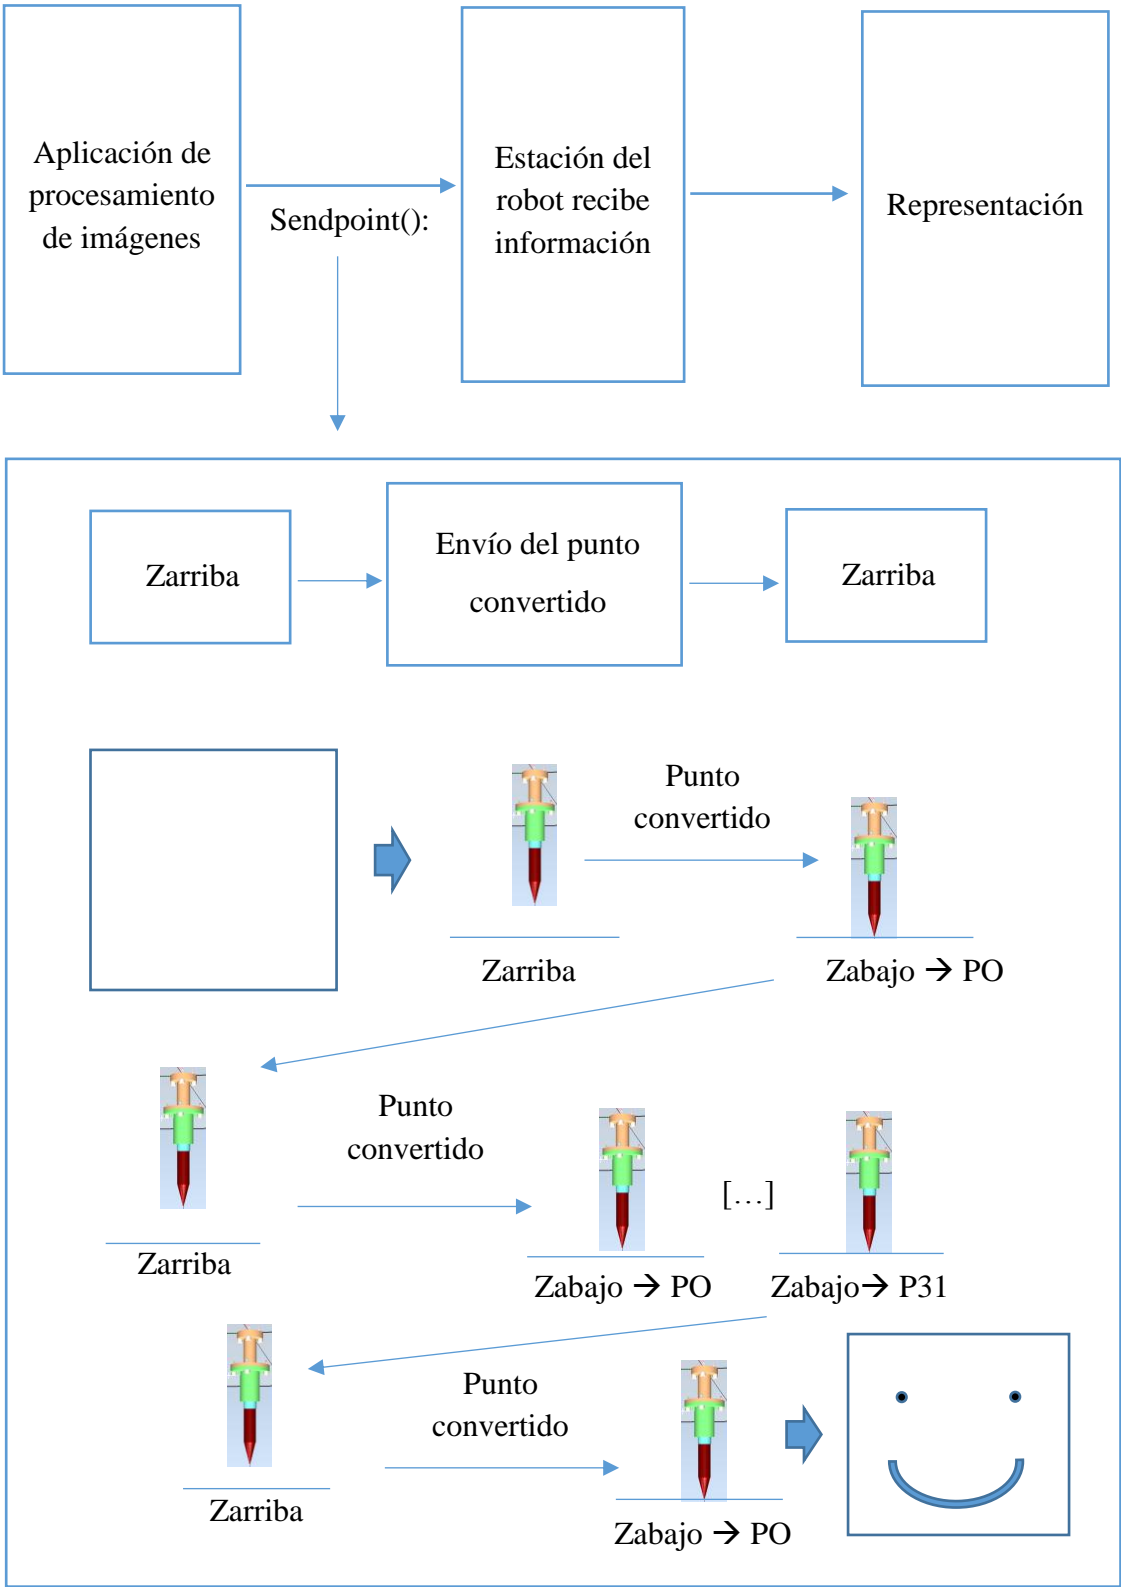 Aplicación de
procesamiento
de imágenes
Sendpoint():
Estación del
robot recibe
información
Representación
Zarriba
Envío del punto
convertido
Zarriba
Punto
convertido
Zarriba
Zabajo → PO
Punto
convertido
[…]
Zarriba
Zabajo → PO
Zabajo→ P31
Punto
convertido
Zarriba
Zabajo → PO